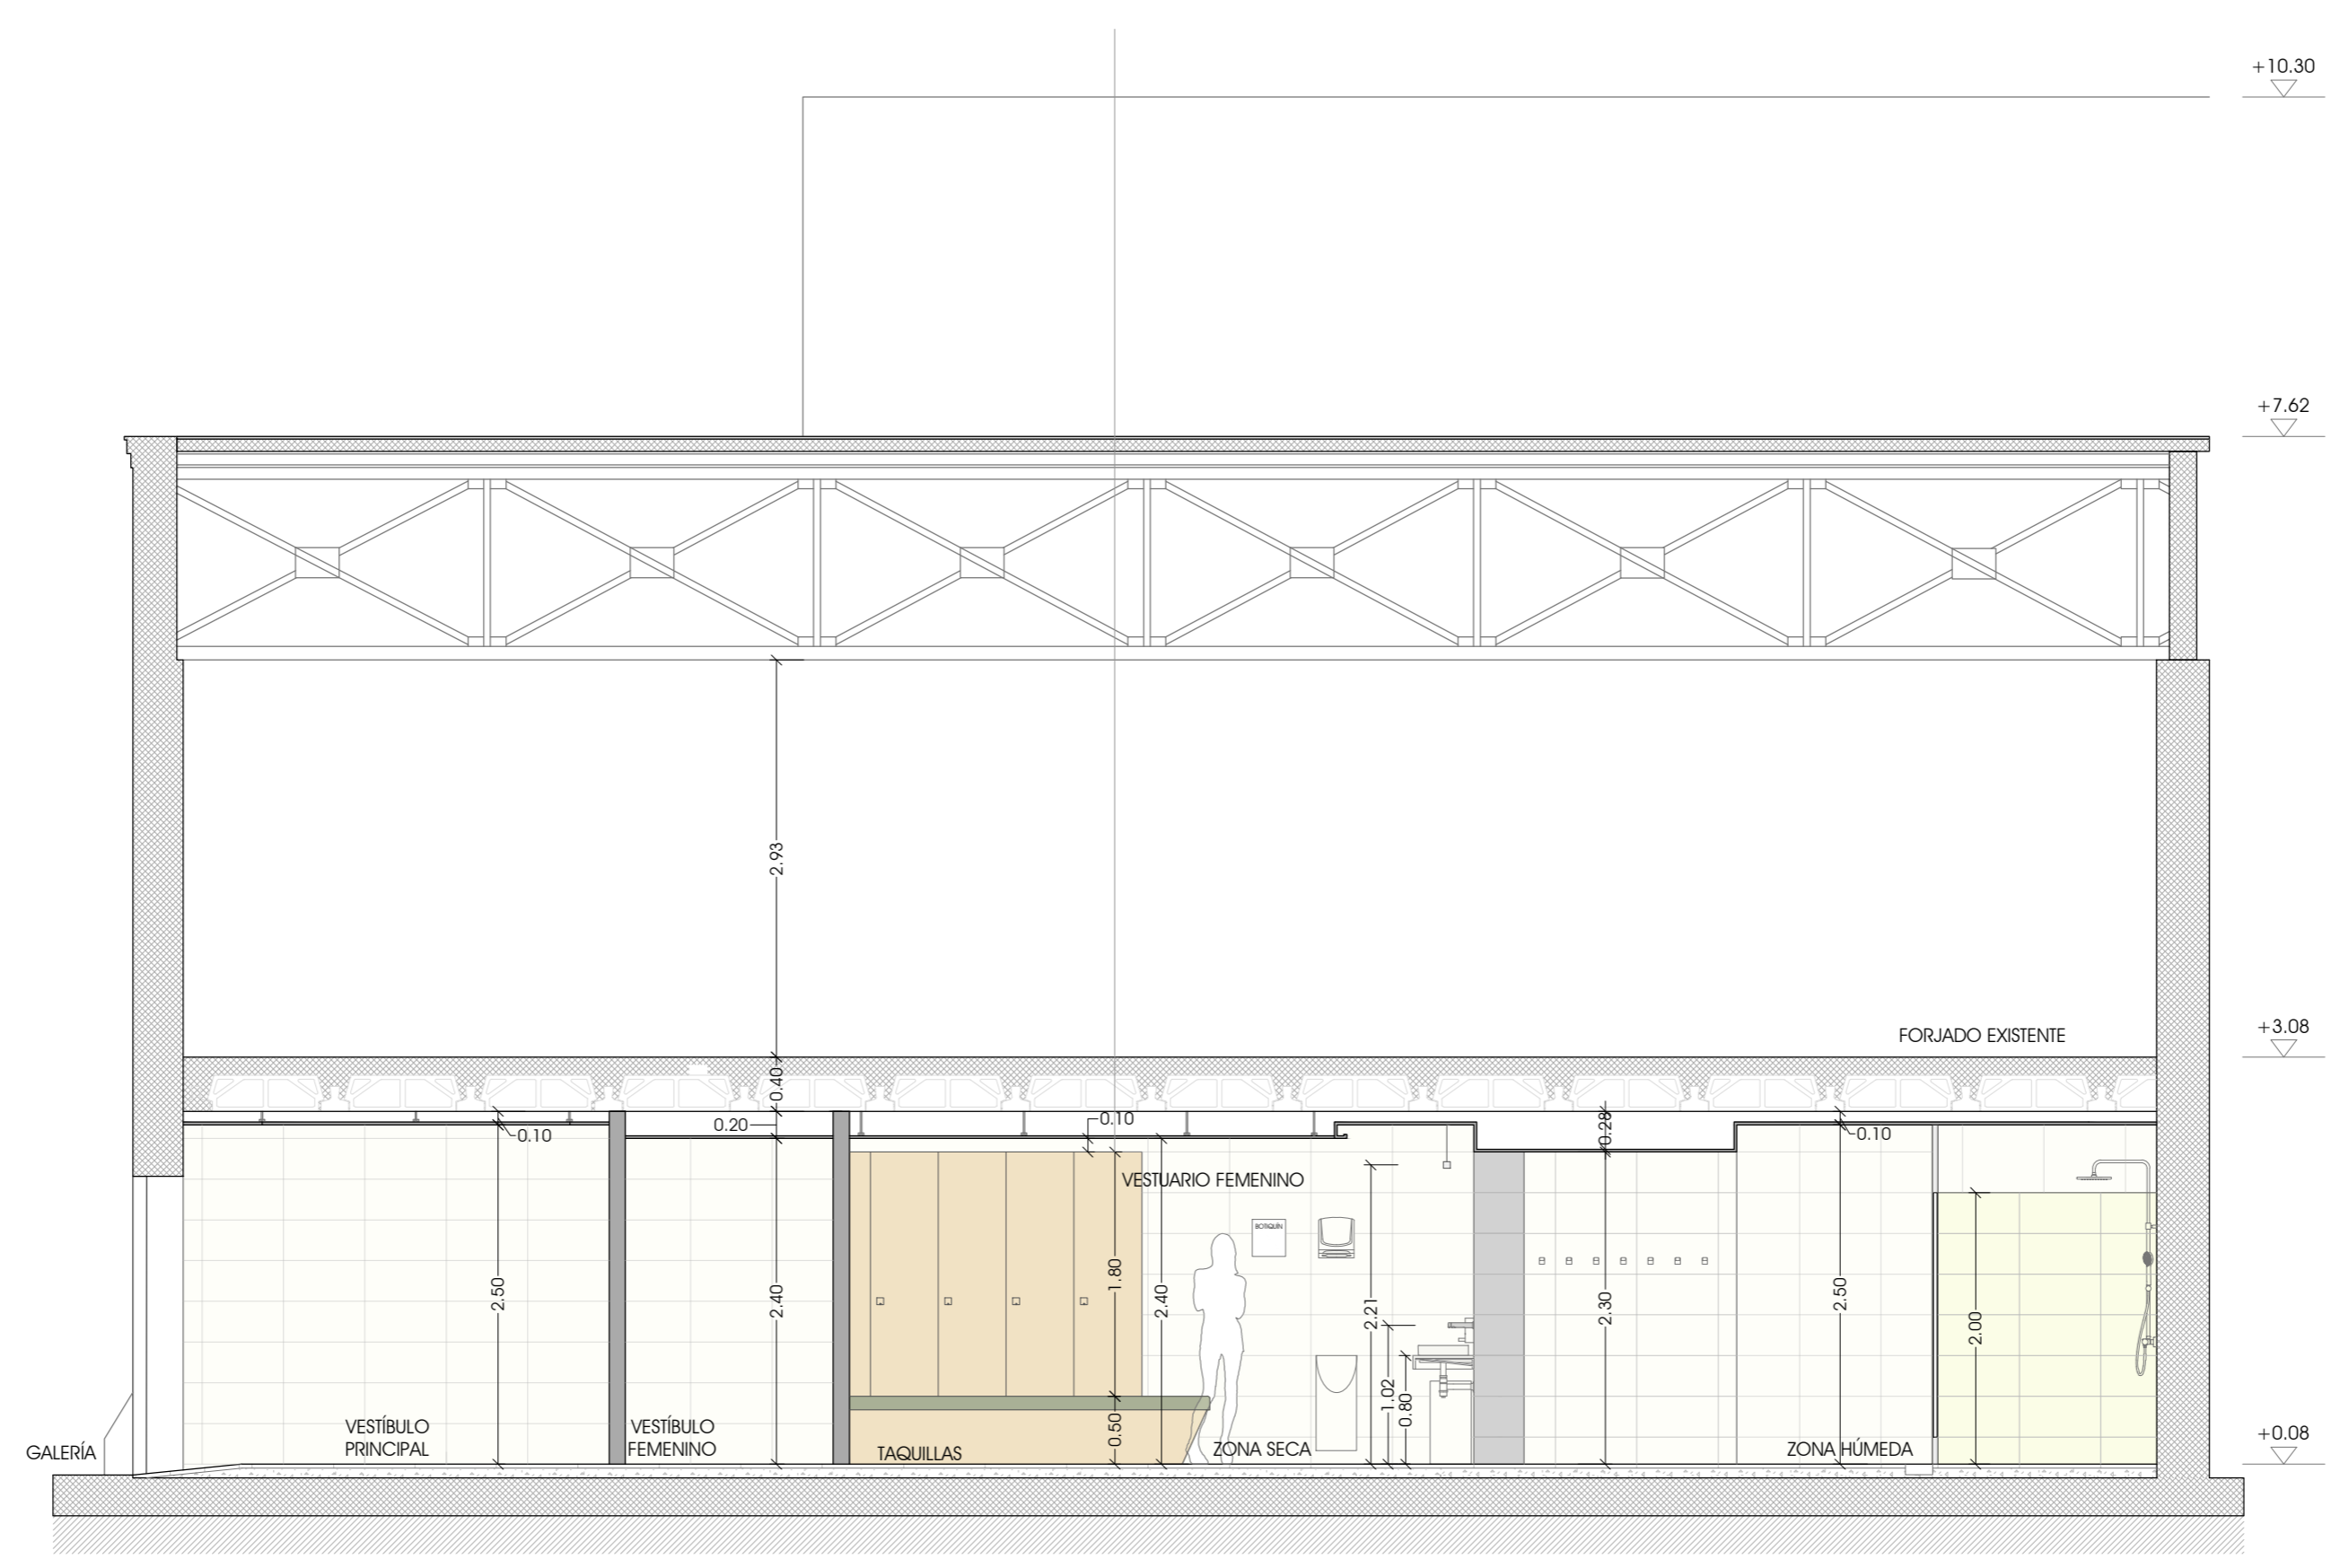 +10.30
+7.62
2.93
FORJADO EXISTENTE
+3.08
0.40
0.10
0.20
0.10
0.28
0.10
VESTUARIO FEMENINO
BOTIQUÍN
2.50
2.40
1.80
2.40
2.21
2.30
2.50
2.00
1.02
0.80
0.50
VESTÍBULO
PRINCIPAL
VESTÍBULO
FEMENINO
GALERÍA
TAQUILLAS
ZONA SECA
ZONA HÚMEDA
+0.08